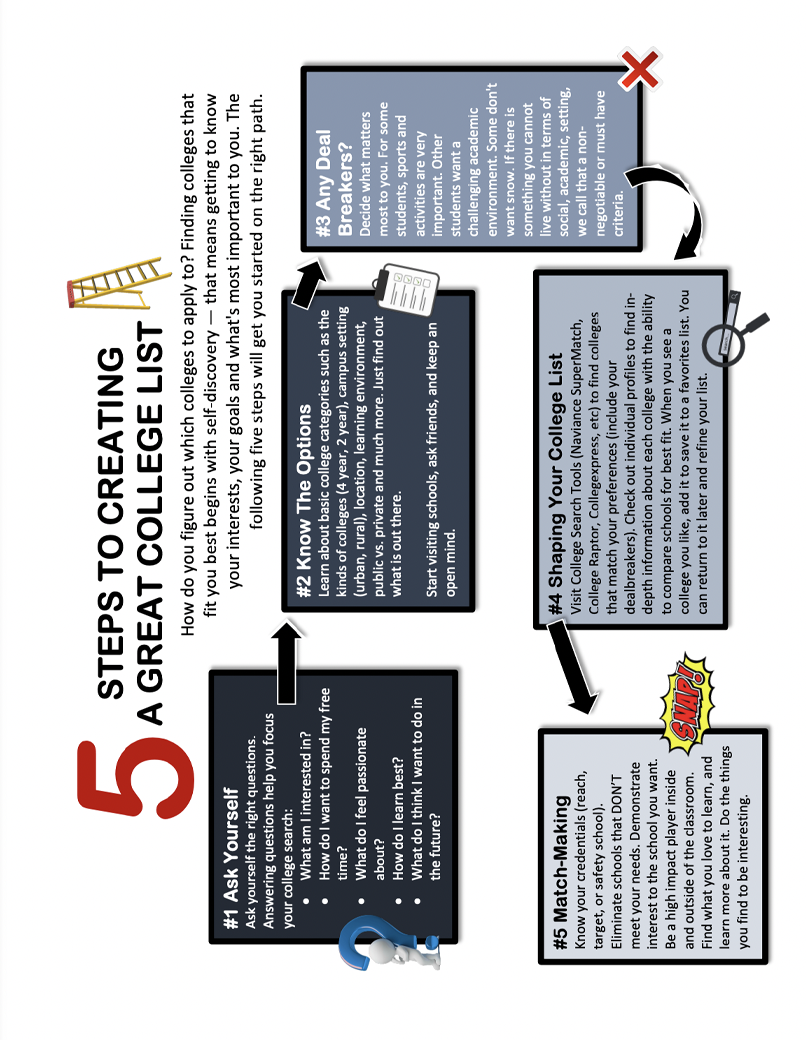 5
STEPS TO CREATING
A GREAT COLLEGE LIST
How do you figure out which colleges to apply to? Finding colleges that
fit you best begins with self-discovery — that means getting to know
your interests, your goals and what's most important to you. The
following five steps will get you started on the right path.
#1 Ask Yourself
Ask yourself the right questions.
Answering questions help you focus
your college search:
• What am I interested in?
• How do I want to spend my free
time?
• What do I feel passionate
about?
• How do I learn best?
• What do I think I want to do in
the future?
#2 Know The Options
Learn about basic college categories such as the
kinds of colleges (4 year, 2 year), campus setting
(urban, rural), location, learning environment,
public vs. private and much more. Just find out
what is out there.
Start visiting schools, ask friends, and keep an
open mind.
#3 Any Deal
Breakers?
Decide what matters
most to you. For some
students, sports and
activities are very
important. Other
students want a
challenging academic
environment. Some don't
want snow. If there is
something you cannot
live without in terms of
social, academic, setting,
we call that a non-
negotiable or must have
criteria.
#4 Shaping Your College List
Visit College Search Tools (Naviance SuperMatch,
College Raptor, Collegexpress, etc) to find colleges
that match your preferences (include your
dealbreakers). Check out individual profiles to find in-
depth information about each college with the ability
to compare schools for best fit. When you see a
college you like, add it to save it to a favorites list. You
can return to it later and refine your list.
#5 Match-Making
Know your credentials (reach,
target, or safety school).
Eliminate schools that DON'T
meet your needs. Demonstrate
interest to the school you want.
Be a high impact player inside
and outside of the classroom.
Find what you love to learn, and
learn more about it. Do the things
you find to be interesting.
SNAP!